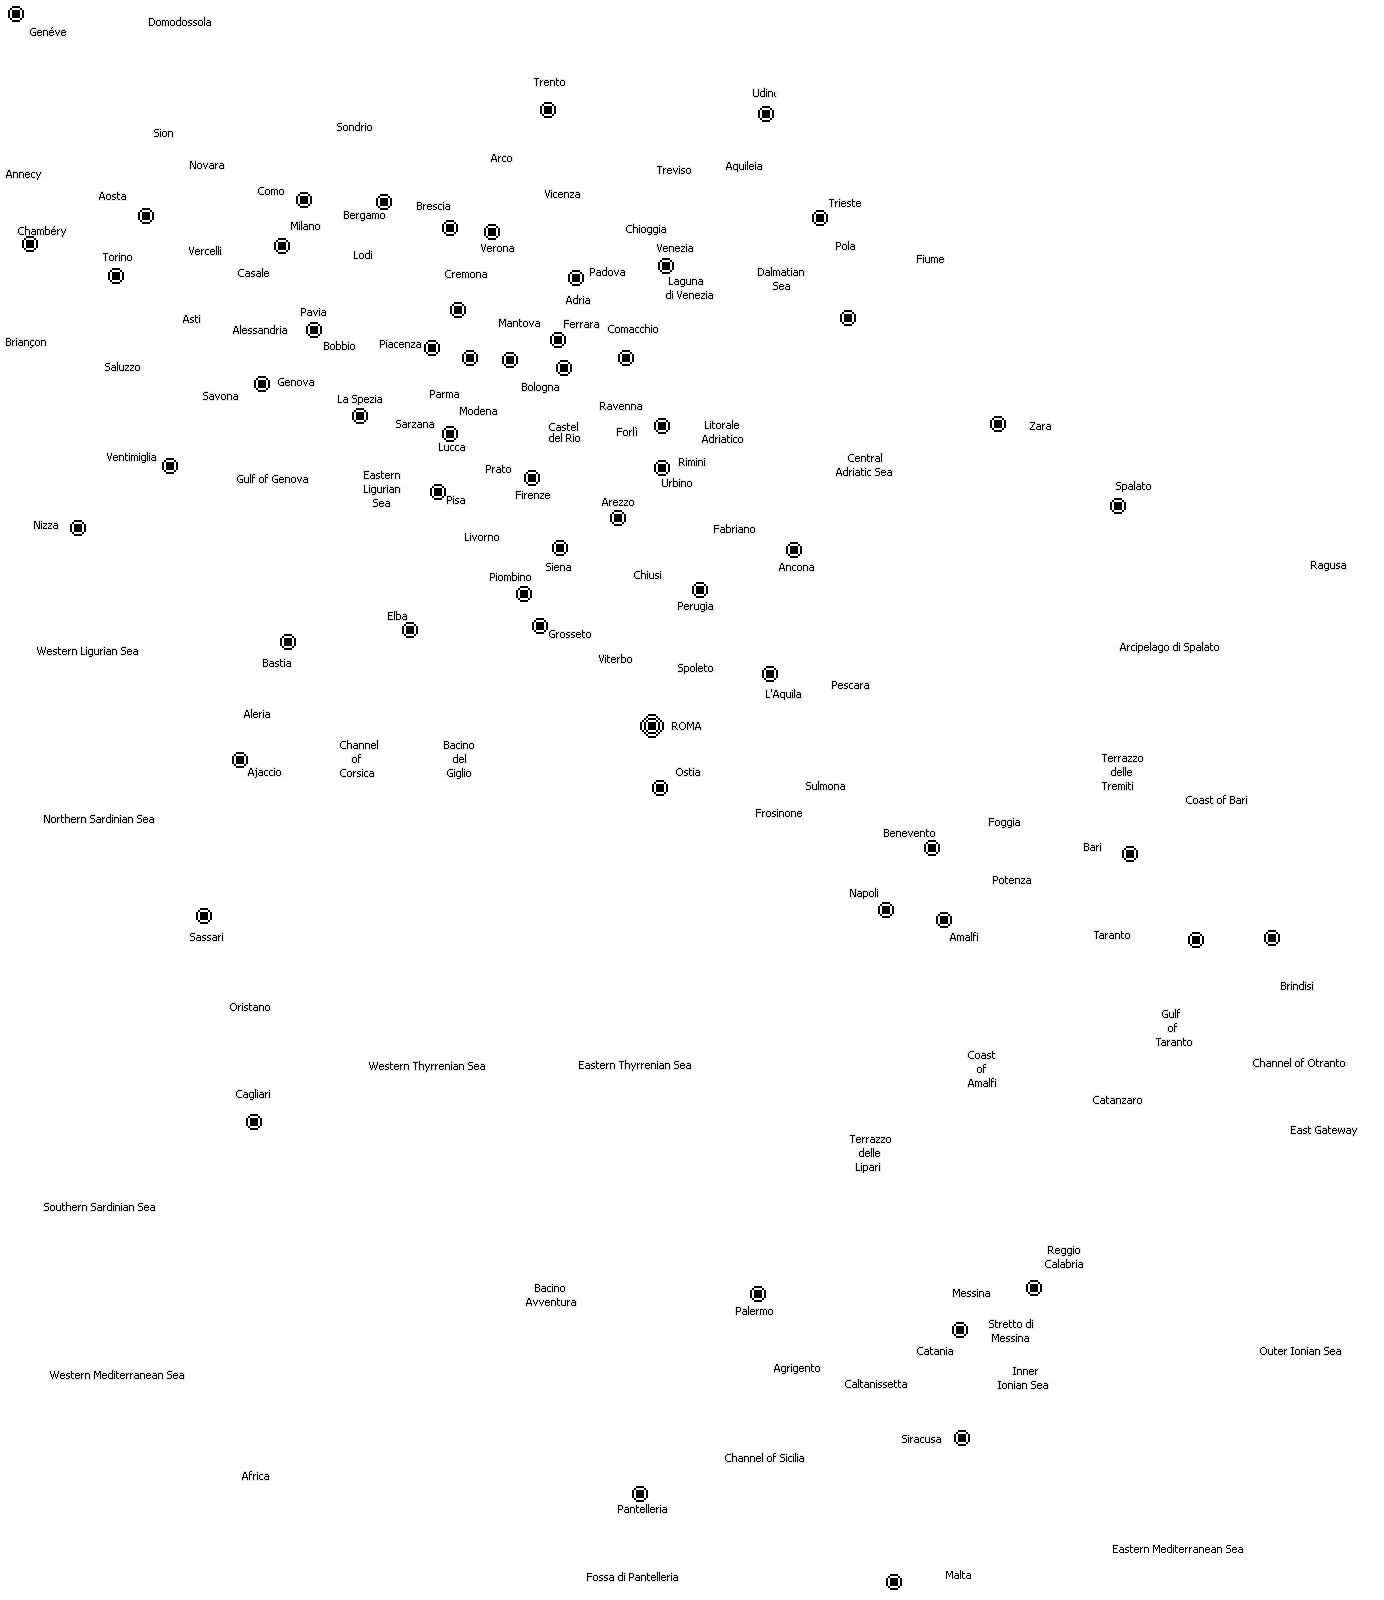 Domodossola
Genéve
Trento
Udin
Sondrio
Sion
Arco
Novara
Treviso
Aquileia
Annecy
Como
Vicenza
Aosta
Trieste
Brescia
Bergamo
Milano
Chioggia
Chambéry
Pola
Verona
Venezia
Vercelli
Lodi
Torino
Fiume
Casale
Cremona
Padova
Dalmatian
Sea
Laguna
di Venezia
Adria
Pavia
Asti
Mantova
Ferrara
Comacchio
Alessandria
Briançon
Bobbio
Piacenza
Saluzzo
Genova
Bologna
Savona
Parma
La Spezia
Ravenna
Modena
Sarzana
Castel
del Rio
Forlì
Litorale
Adriatico
Zara
Lucca
Ventimiglia
Central
Adriatic Sea
Rimini
Prato
Gulf of Genova
Eastern
Ligurian
Sea
Urbino
Spalato
Firenze
Pisa
Arezzo
Nizza
Fabriano
Livorno
Ragusa
Siena
Ancona
Chiusi
Piombino
Perugia
Elba
Grosseto
Western Ligurian Sea
Arcipelago di Spalato
Viterbo
Bastia
Spoleto
Pescara
L'Aquila
Aleria
ROMA
Channel
of
Corsica
Bacino
del
Giglio
Terrazzo
delle
Tremiti
Ajaccio
Ostia
Sulmona
Coast of Bari
Frosinone
Northern Sardinian Sea
Foggia
Benevento
Bari
Potenza
Napoli
Sassari
Amalfi
Taranto
Brindisi
Oristano
Gulf
of
Taranto
Western Thyrrenian Sea
Eastern Thyrrenian Sea
Coast
of
Amalfi
Channel of Otranto
Cagliari
Catanzaro
East Gateway
Terrazzo
delle
Lipari
Southern Sardinian Sea
Reggio
Calabria
Bacino
Avventura
Messina
Palermo
Stretto di
Messina
Catania
Outer Ionian Sea
Western Mediterranean Sea
Agrigento
Caltanissetta
Inner
Ionian Sea
Siracusa
Channel of Sicilia
Africa
Pantelleria
Eastern Mediterranean Sea
Fossa di Pantelleria
Malta